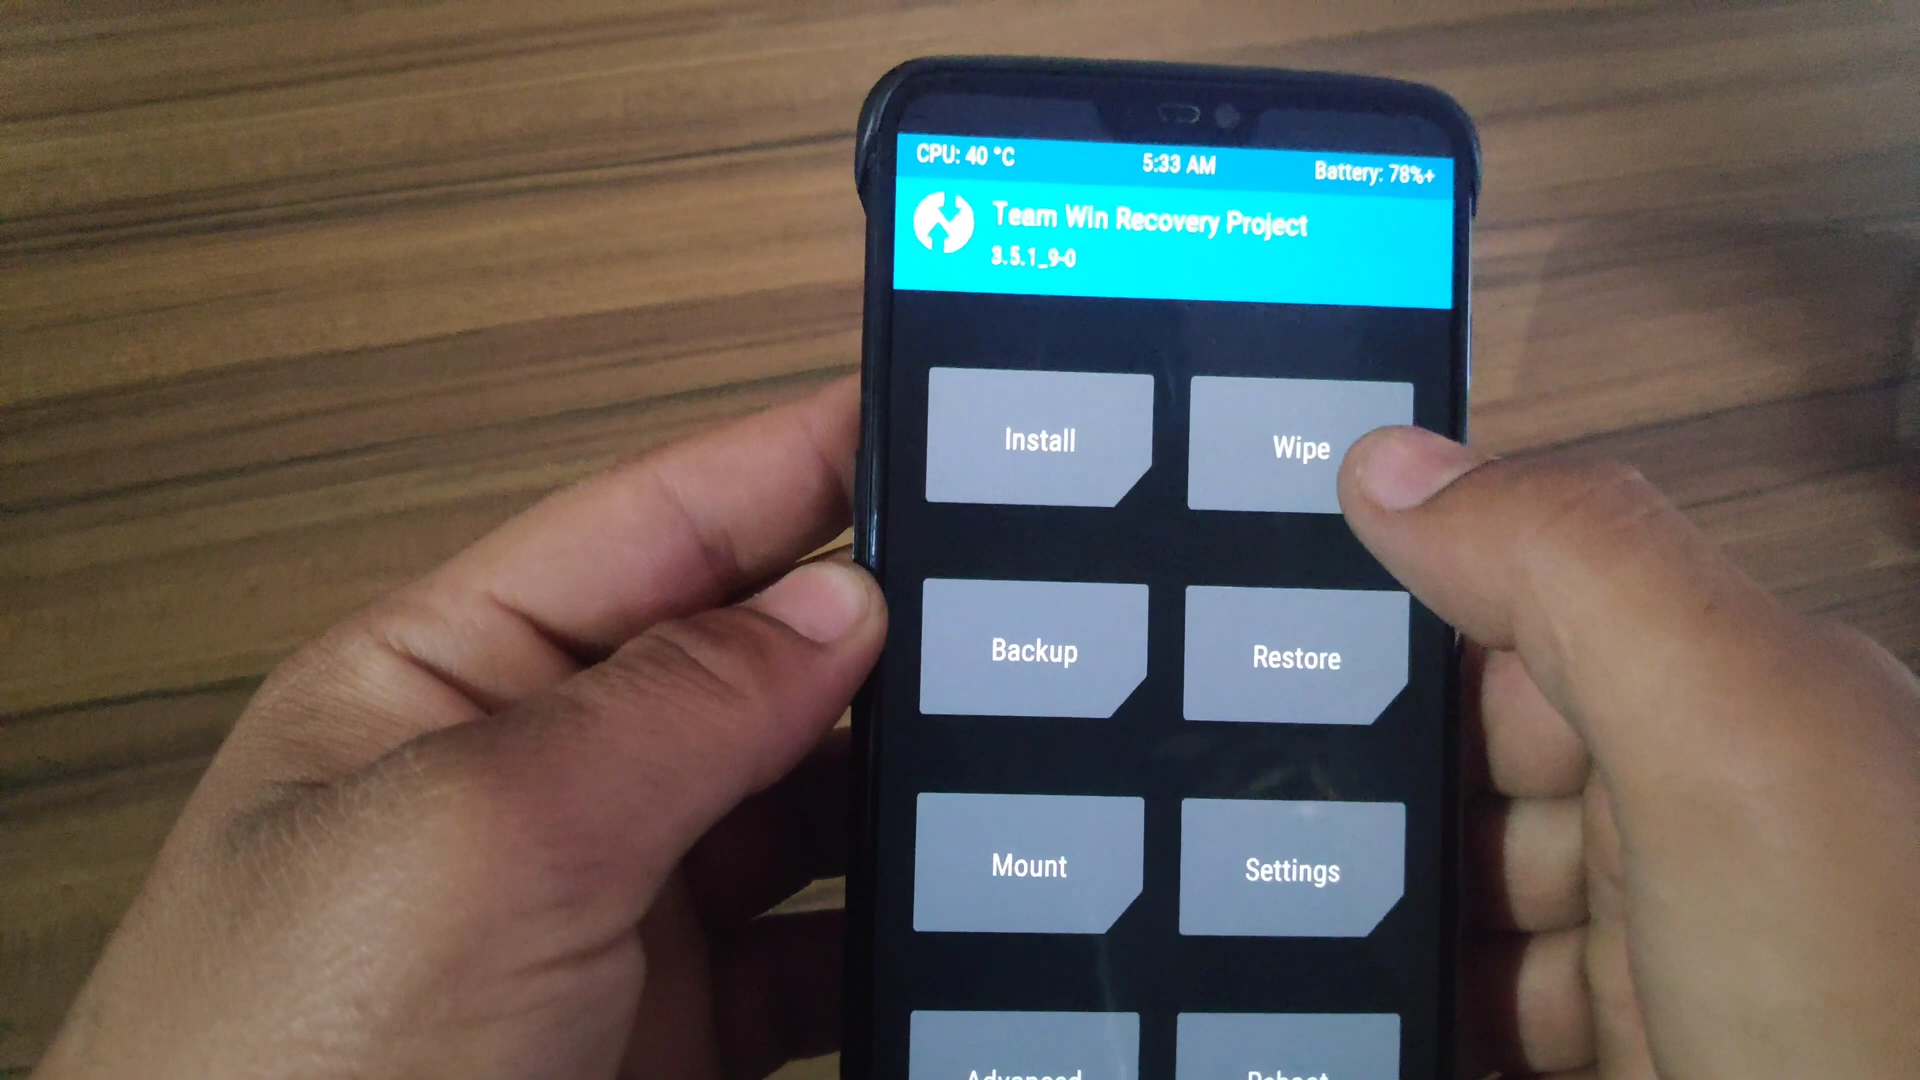 CPU: 40 °C 5:33 AM Battery: 78%+
Team Win Recovery Project
3.5.1_9-0
Install Wipe
Backup Restore
Mount Settings
Advanced Reboot